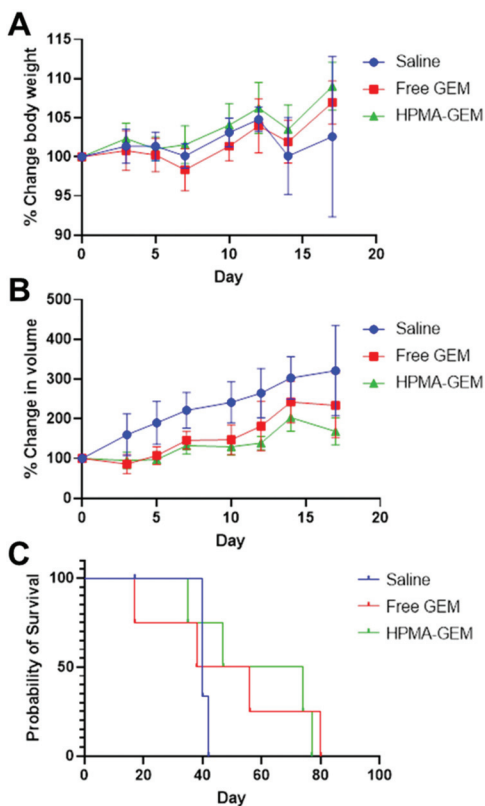 A
% Change body weight
115
110
105
100
95
90
0
5
10
15
20
Day
Saline
Free GEM
HPMA-GEM
B
% Change in volume
500
400
300
200
100
0
0
5
10
15
20
Day
Saline
Free GEM
HPMA-GEM
C
Probability of Survival
100
50
0
0
20
40
60
80
100
Day
Saline
Free GEM
HPMA-GEM